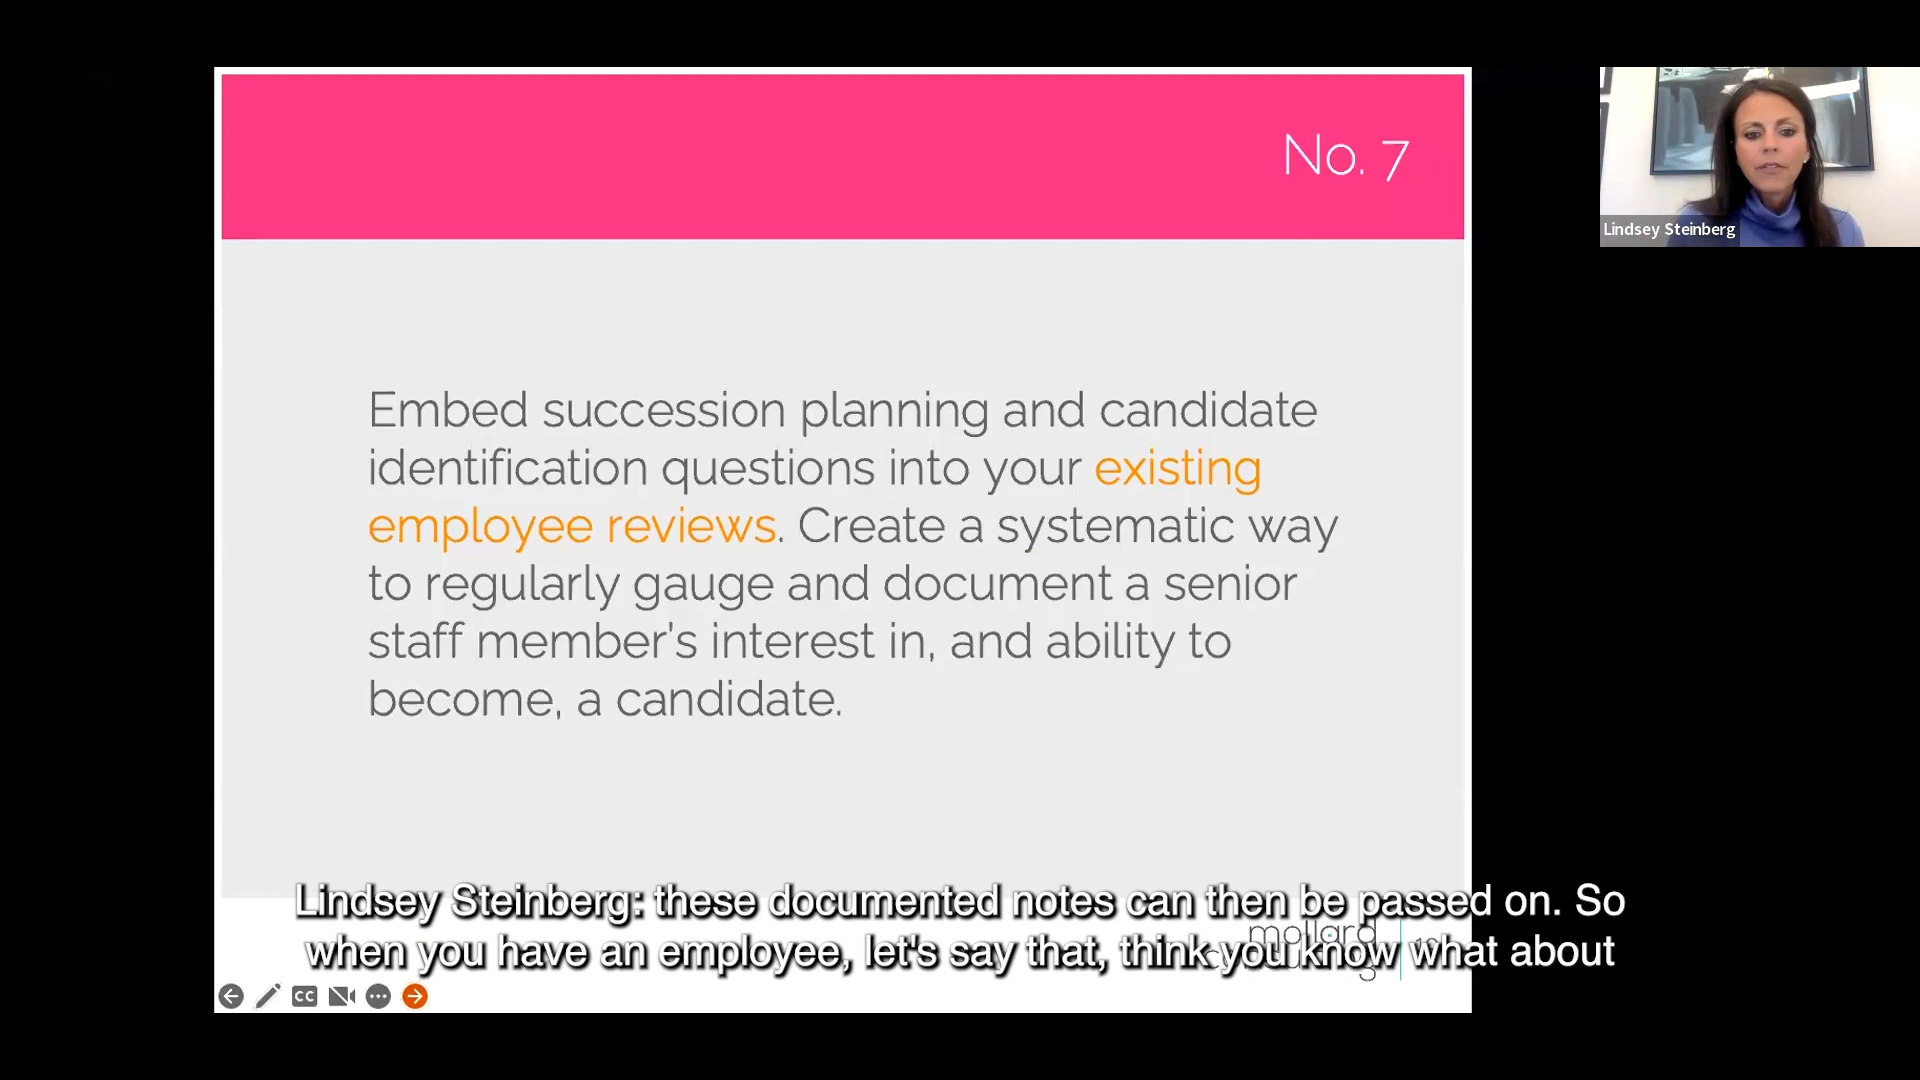 No. 7
Lindsey Steinberg
Embed succession planning and candidate
identification questions into your existing
employee reviews. Create a systematic way
to regularly gauge and document a senior
staff member's interest in, and ability to
become, a candidate.
Lindsey Steinberg: these documented notes can then be passed on. So
when you have an employee, let's say that, think you know what about
mollard
CC